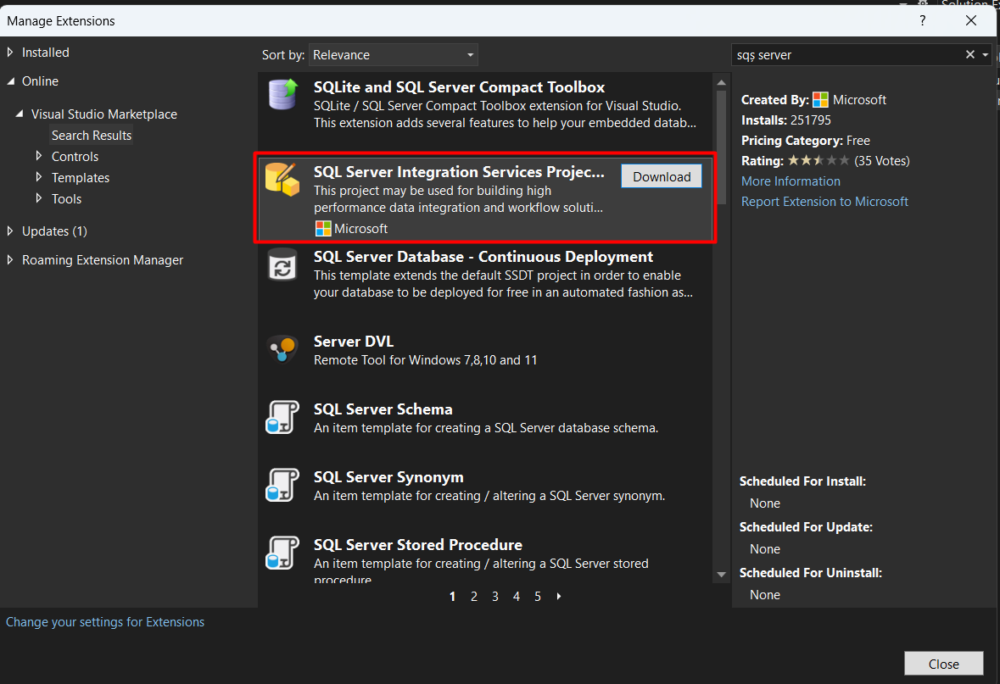 Solution Ex
Manage Extensions
?
Installed
Online
Visual Studio Marketplace
Search Results
Controls
Templates
Tools
Updates (1)
Roaming Extension Manager
Sort by: Relevance
SQLite and SQL Server Compact Toolbox
SQLite / SQL Server Compact Toolbox extension for Visual Studio.
This extension adds several features to help your embedded datab...
SQL Server Integration Services Projec...
Download
This project may be used for building high
performance data integration and workflow soluti...
Microsoft
SQL Server Database - Continuous Deployment
This template extends the default SSDT project in order to enable
your database to be deployed for free in an automated fashion as...
Server DVL
Remote Tool for Windows 7,8,10 and 11
SQL Server Schema
An item template for creating a SQL Server database schema.
SQL Server Synonym
An item template for creating / altering a SQL Server synonym.
SQL Server Stored Procedure
An item template for creating / altering a SQL Server stored
procedure.
1 2 3 4 5
sqş server
Created By: Microsoft
Installs: 251795
Pricing Category: Free
Rating: (35 Votes)
More Information
Report Extension to Microsoft
Scheduled For Install:
None
Scheduled For Update:
None
Scheduled For Uninstall:
None
Change your settings for Extensions
Close